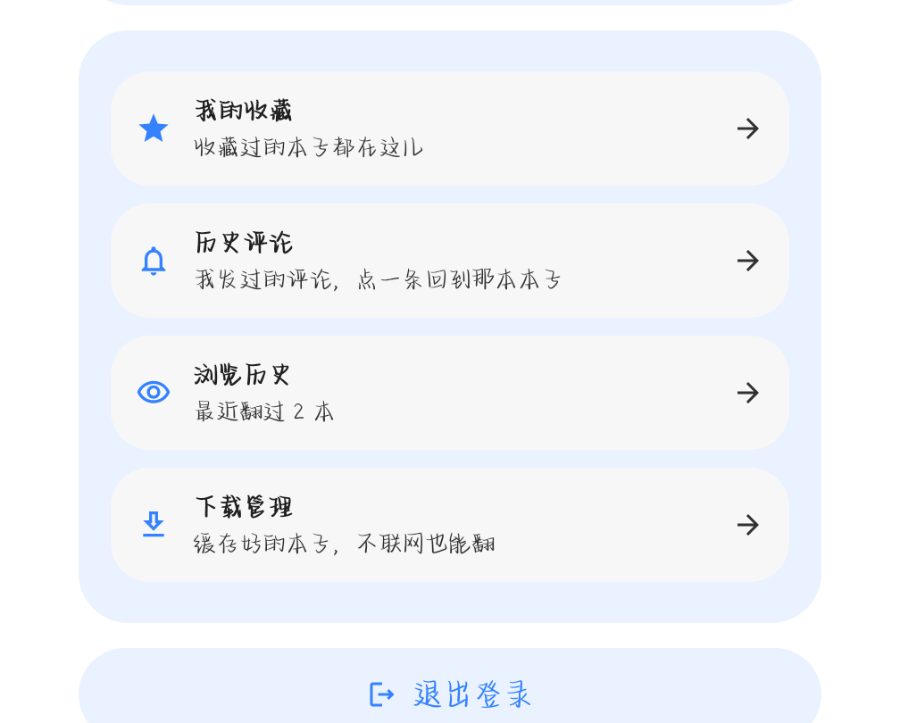 我的收藏
收藏过的本子都在这儿
历史评论
我发过的评论，点一条回到那本本子
浏览历史
最近翻过 2 本
下载管理
缓存好的本子，不联网也能翻
退出登录